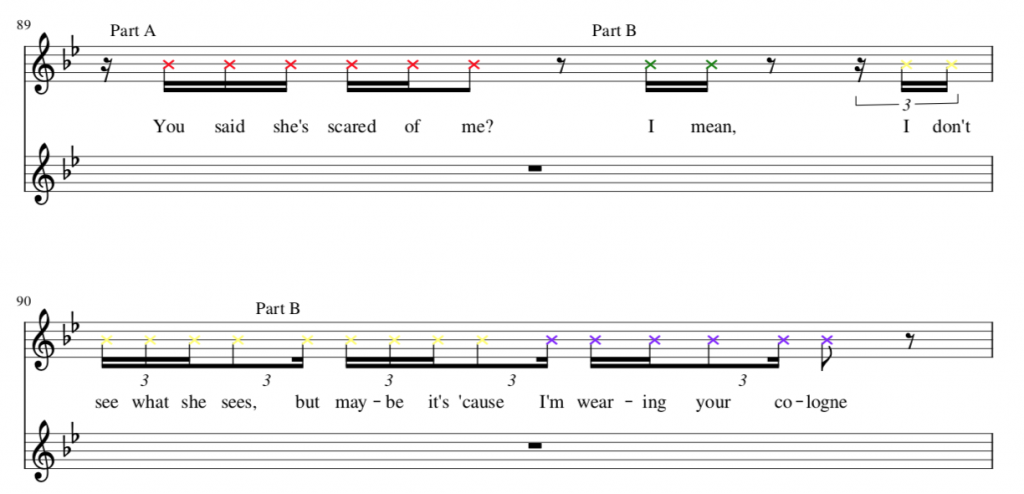 89
Part A Part B
3
You said she's scared of me? I mean, I don't
90
Part B
3 3 3 3 3
see what she sees, but may-be it's 'cause I'm wear-ing your co-logne